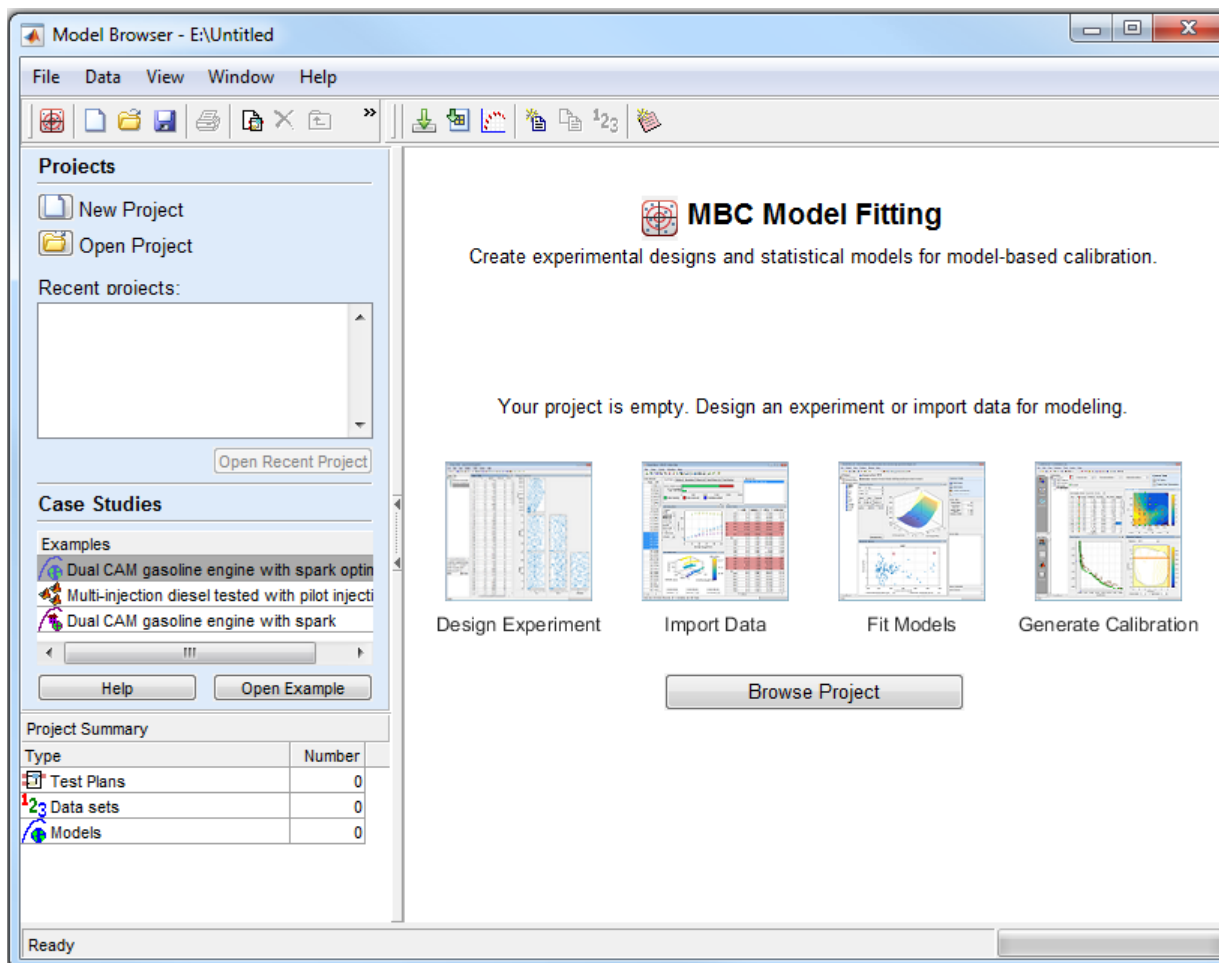 Model Browser - E:\Untitled
File Data View Window Help
Projects
New Project
Open Project
Recent projects:
Open Recent Project
Case Studies
Examples
Dual CAM gasoline engine with spark optin
Multi-injection diesel tested with pilot injecti
Dual CAM gasoline engine with spark
Help Open Example
Project Summary
Type Number
Test Plans 0
123 Data sets 0
Models 0
Ready
123
MBC Model Fitting
Create experimental designs and statistical models for model-based calibration.
Your project is empty. Design an experiment or import data for modeling.
Design Experiment Import Data Fit Models Generate Calibration
Browse Project